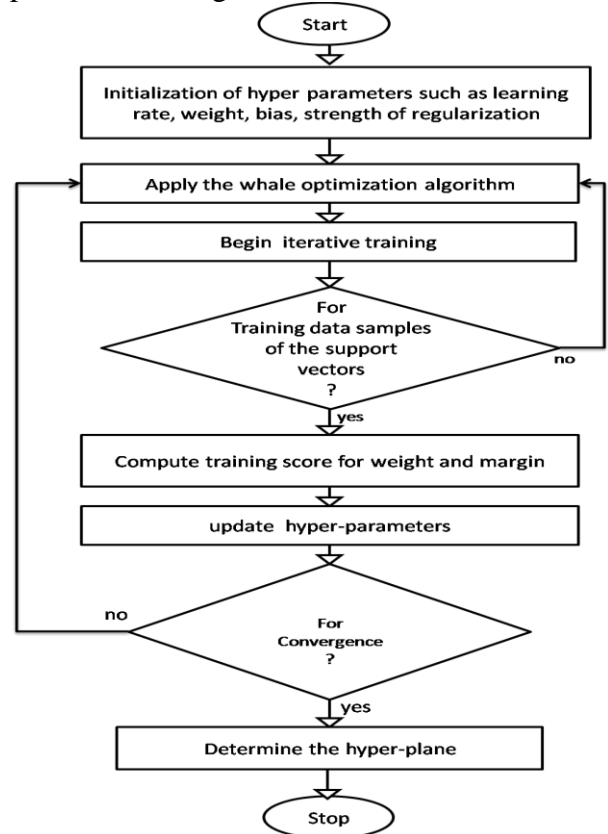 Start
Initialization of hyper parameters such as learning
rate, weight, bias, strength of regularization
Apply the whale optimization algorithm
Begin iterative training
For
Training data samples
of the support
vectors
?
no
yes
Compute training score for weight and margin
update hyper-parameters
no
For
Convergence
?
yes
Determine the hyper-plane
Stop